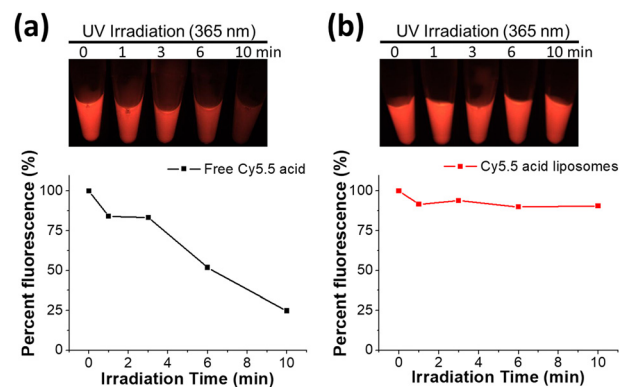 (a)
UV Irradiation (365 nm)
0 1 3 6 10 min
Free Cy5.5 acid
Percent fluorescence (%)
100
75
50
25
0
0 2 4 6 8 10
Irradiation Time (min)
(b)
UV Irradiation (365 nm)
0 1 3 6 10 min
Cy5.5 acid liposomes
Percent fluorescence (%)
100
75
50
25
0
0 2 4 6 8 10
Irradiation Time (min)